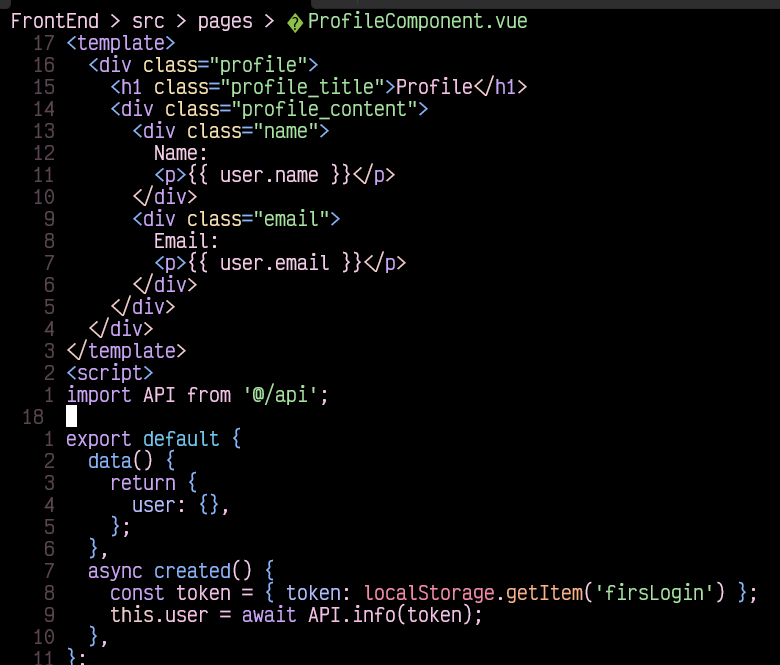 FrontEnd > src > pages > ProfileComponent.vue
17 <template>
16   <div class="profile">
15     <h1 class="profile_title">Profile</h1>
14     <div class="profile_content">
13       <div class="name">
12         Name:
11         <p>{{ user.name }}</p>
10       </div>
9       <div class="email">
8         Email:
7         <p>{{ user.email }}</p>
6       </div>
5     </div>
4   </div>
3 </template>
2 <script>
1 import API from '@/api';
18
1 export default {
2   data() {
3     return {
4       user: {},
5     };
6   },
7   async created() {
8     const token = { token: localStorage.getItem('firsLogin') };
9     this.user = await API.info(token);
10   },
11 };